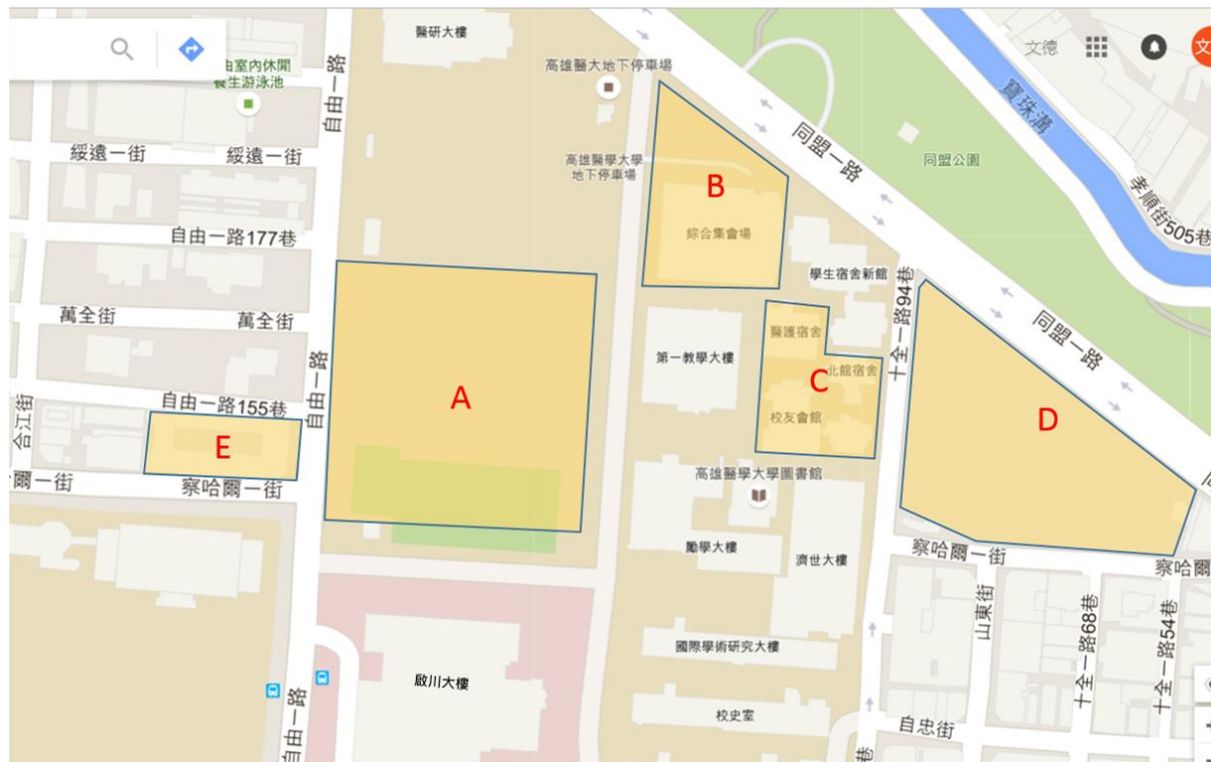 醫研大樓
高雄醫大地下停車場
文德
文
由室內休閒
養生游泳池
自由一路
寶珠溝
同盟一路
同盟公園
綏遠一街
綏遠一街
高雄醫學大學
地下停車場
B
孝順街505巷
自由一路177巷
綜合集會場
學生宿舍新館
十全一路94巷
萬全街
萬全街
醫護宿舍
同盟一路
第一教學大樓
自由一路
北館宿舍
C
A
自由一路155巷
校友會館
D
合江街
E
爾一街
察哈爾一街
高雄醫學大學圖書館
同
勵學大樓
濟世大樓
察哈爾一街
察哈爾
山東街
十全一路68巷
十全一路54巷
國際學術研究大樓
啟川大樓
自由一路
校史室
自忠街
巷